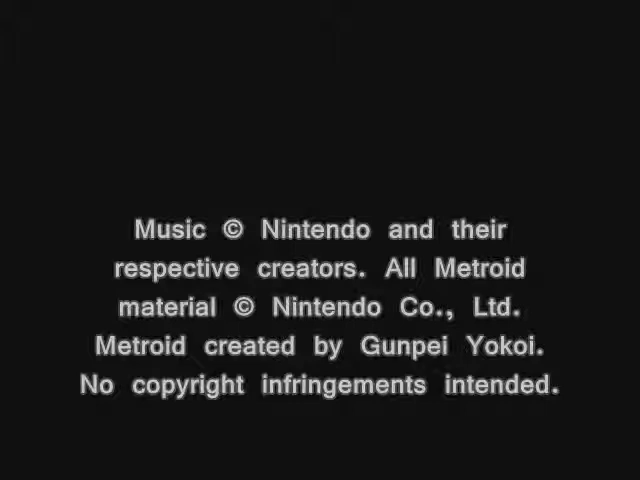 Music © Nintendo and their
respective creators. All Metroid
material © Nintendo Co., Ltd.
Metroid created by Gunpei Yokoi.
No copyright infringements intended.